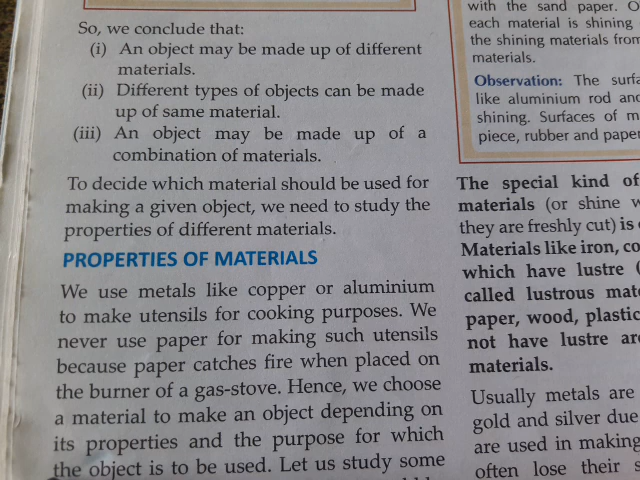 So, we conclude that:
(i) An object may be made up of different
materials.
(ii) Different types of objects can be made
up of same material.
(iii) An object may be made up of a
combination of materials.
To decide which material should be used for
making a given object, we need to study the
properties of different materials.
PROPERTIES OF MATERIALS
We use metals like copper or aluminium
to make utensils for cooking purposes. We
never use paper for making such utensils
because paper catches fire when placed on
the burner of a gas-stove. Hence, we choose
a material to make an object depending on
its properties and the purpose for which
the object is to be used. Let us study some
with the sand paper.
each material is shining
the shining materials from
materials.
Observation: The
like aluminium rod and
shining. Surfaces of
piece, rubber and paper
The special kind of
materials (or shine
they are freshly cut) is
Materials like iron,
which have lustre
called lustrous
paper, wood, plastic
not have lustre
materials.
Usually metals are
gold and silver due
are used in making
often lose their